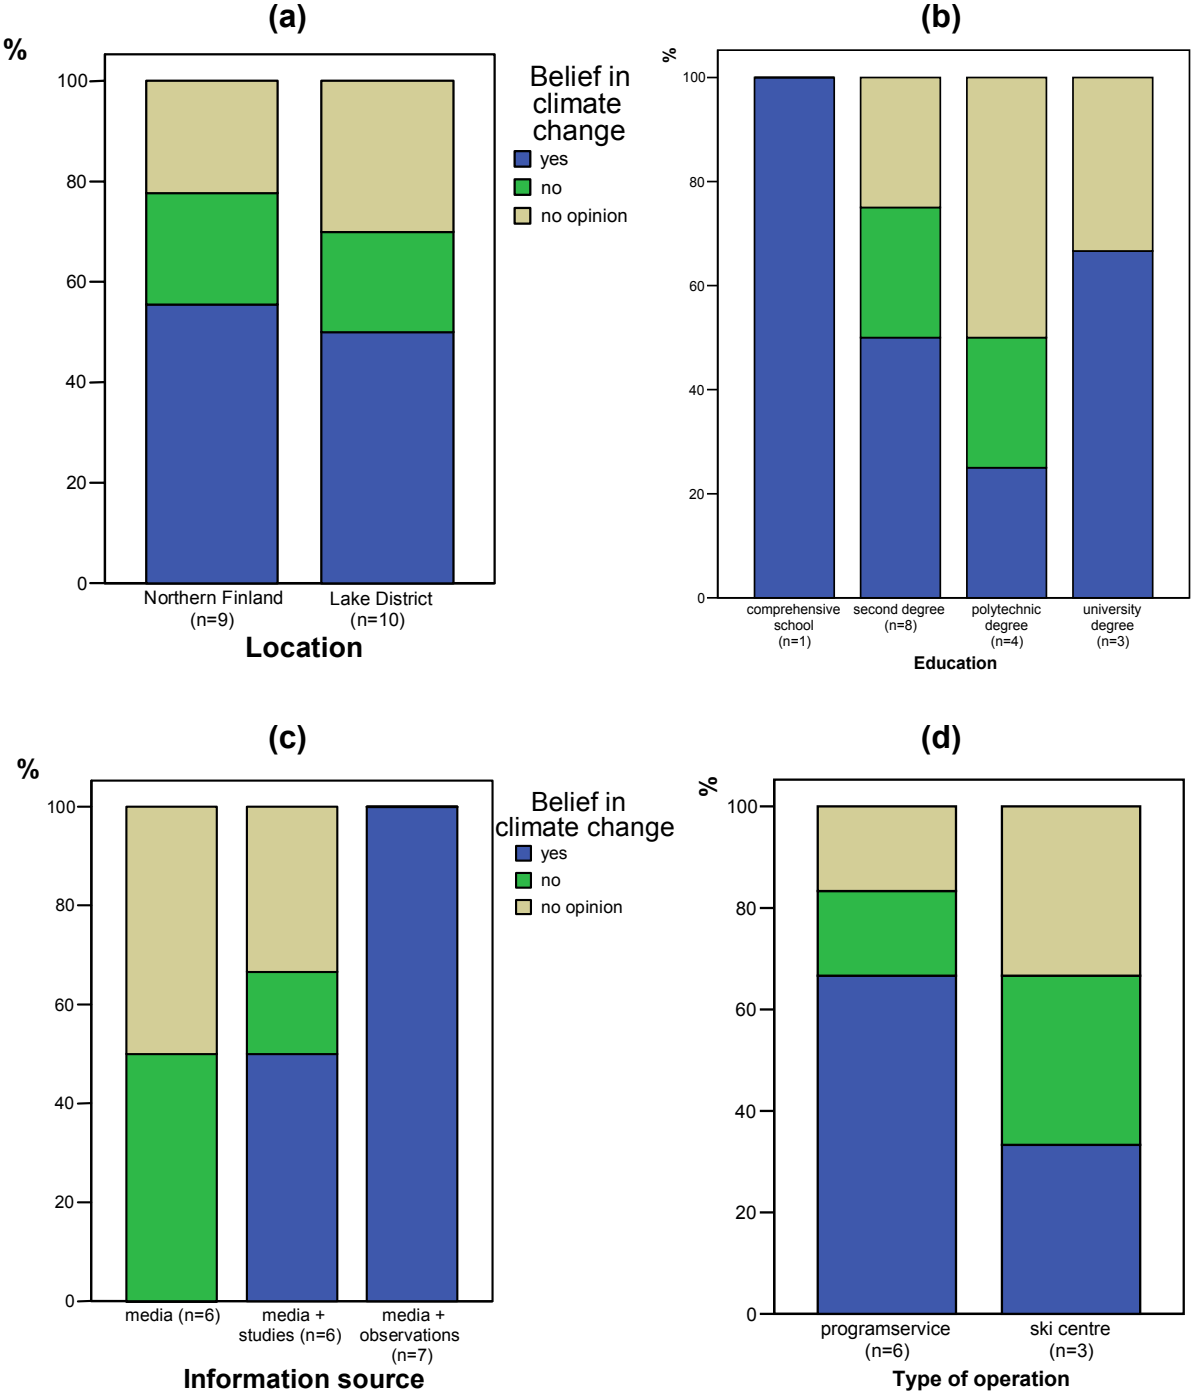 (a)
%
100
80
60
40
20
0
Northern Finland
(n=9)
Lake District
(n=10)
Location
Belief in
climate
change
yes
no
no opinion
(b)
%
100
80
60
40
20
0
comprehensive
school
(n=1)
second degree
(n=8)
polytechnic
degree
(n=4)
university
degree
(n=3)
Education
(c)
%
100
80
60
40
20
0
media (n=6)
media +
studies (n=6)
media +
observations
(n=7)
Information source
Belief in
climate change
yes
no
no opinion
(d)
%
100
80
60
40
20
0
programservice
(n=6)
ski centre
(n=3)
Type of operation